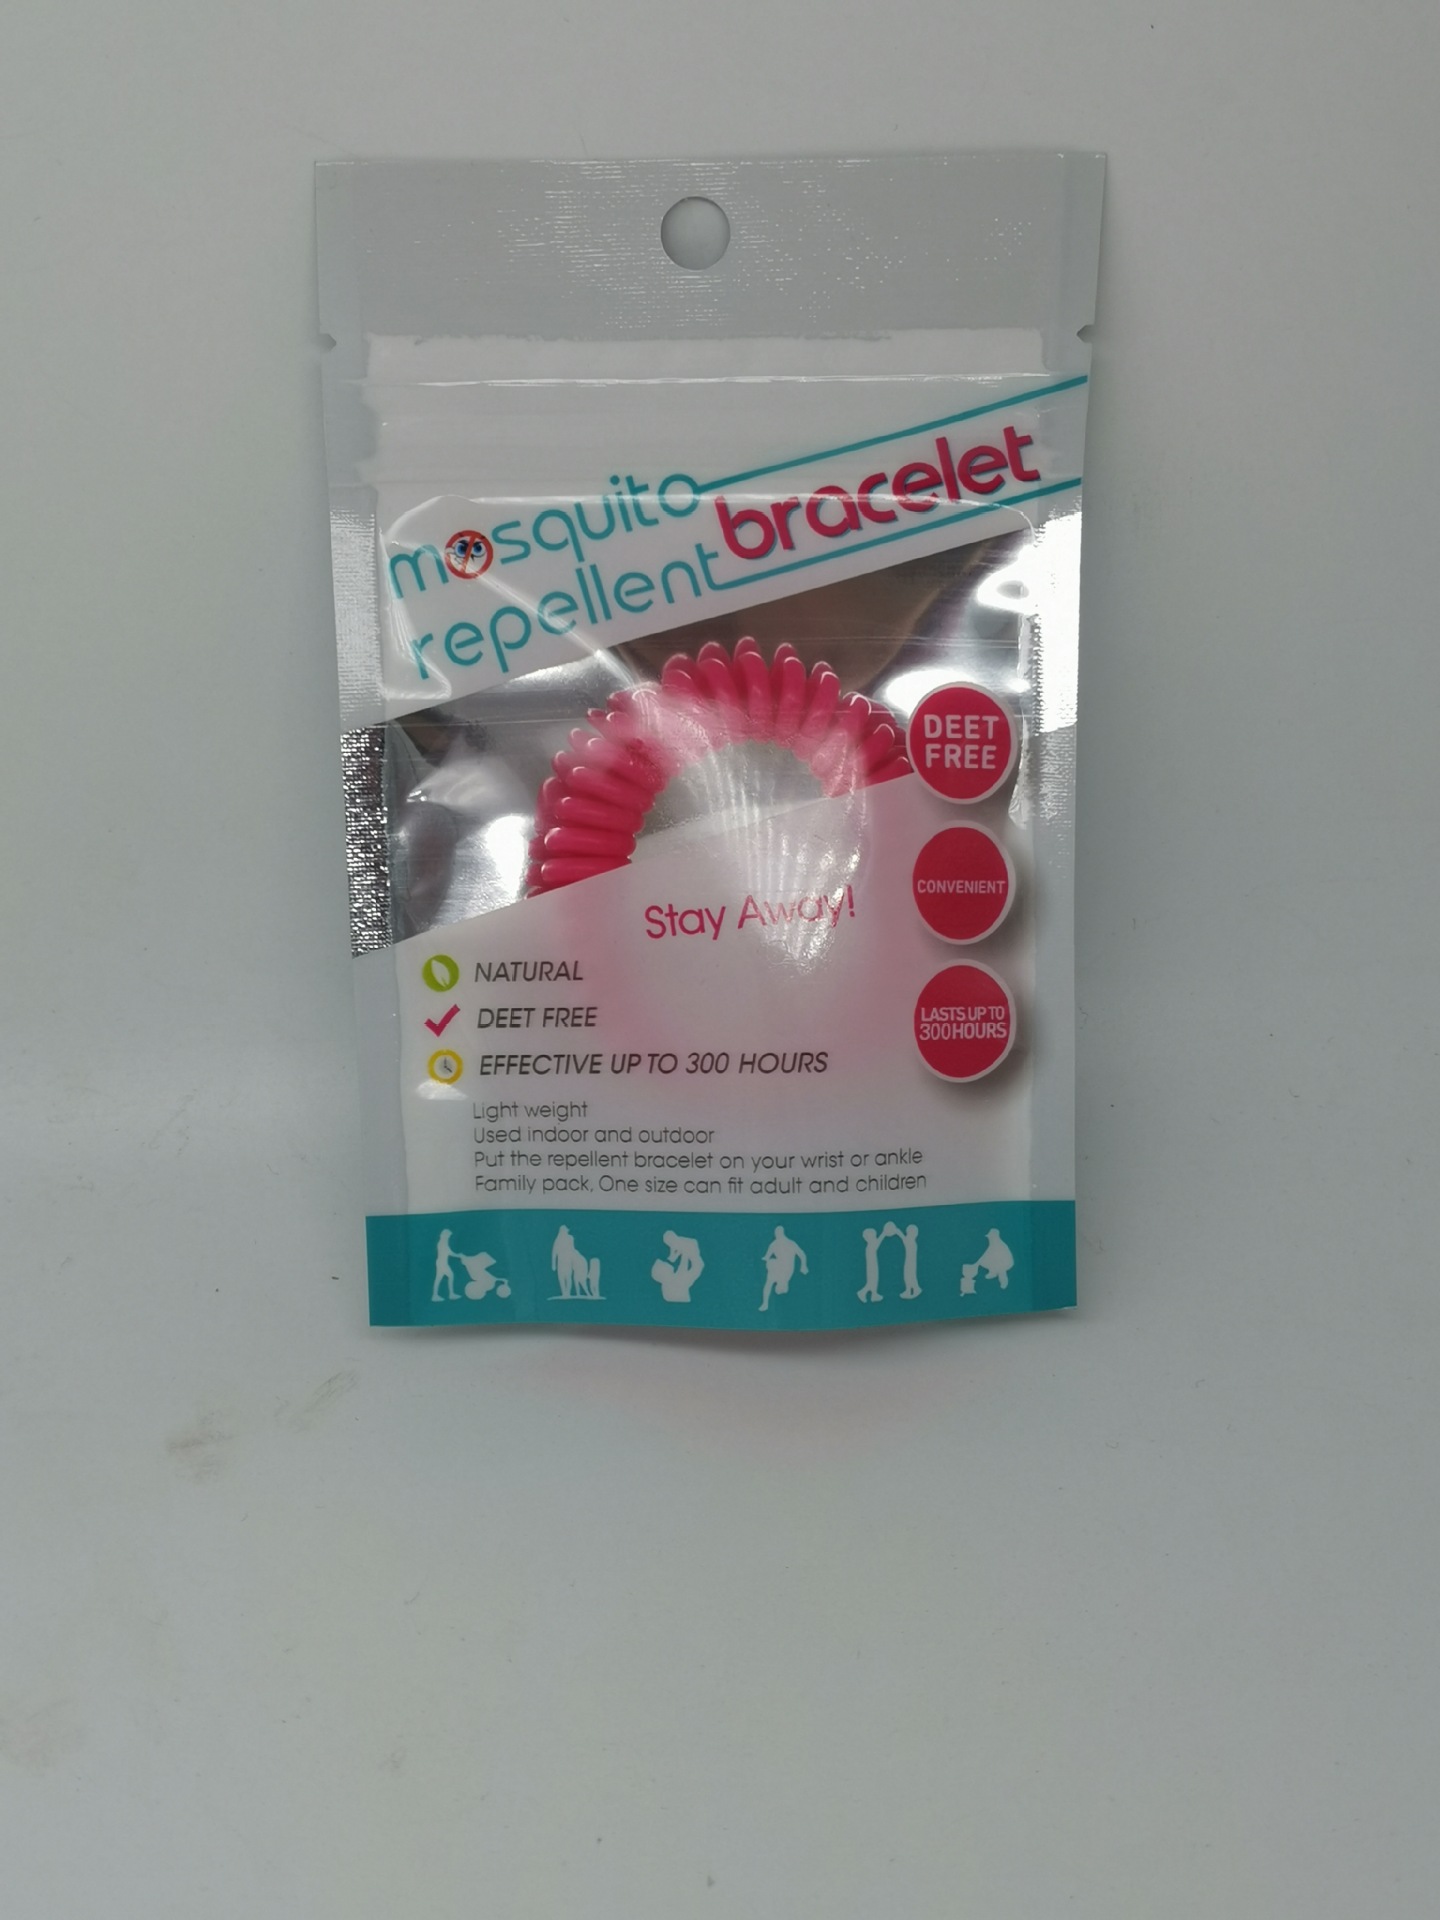 mosquito
repellent
bracelet
DEET
FREE
CONVENIENT
LASTS UP TO
300HOURS
Stay Away!
NATURAL
DEET FREE
EFFECTIVE UP TO 300 HOURS
Light weight
Used indoor and outdoor
Put the repellent bracelet on your wrist or ankle
Family pack, One size can fit adult and children